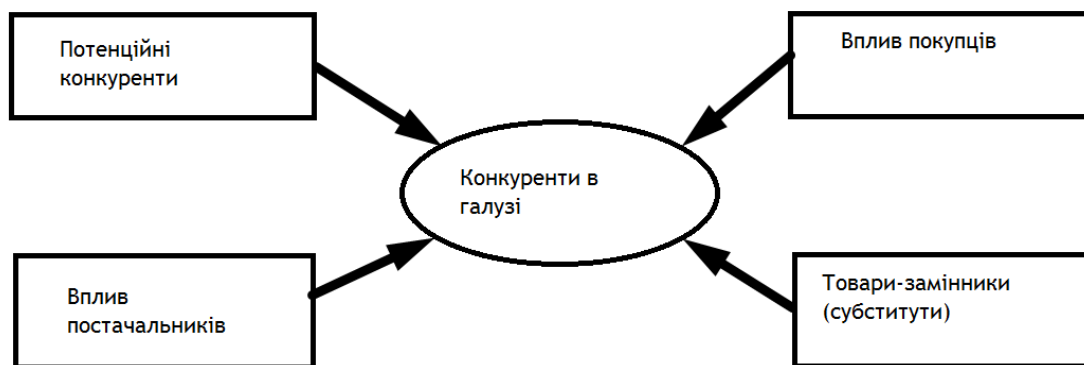 Потенційні
конкуренти
Вплив покупців
Конкуренти в
галузі
Вплив
постачальників
Товари-замінники
(субститути)